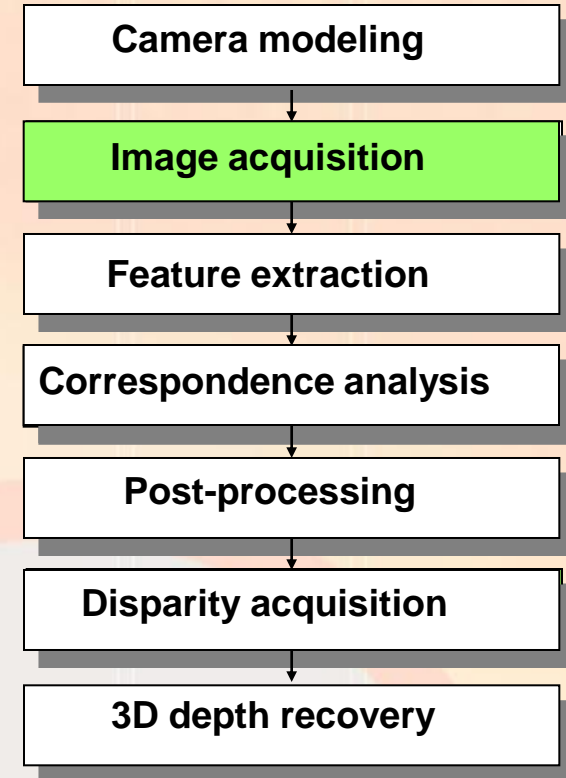 Camera modeling
Image acquisition
Feature extraction
Correspondence analysis
Post-processing
Disparity acquisition
3D depth recovery